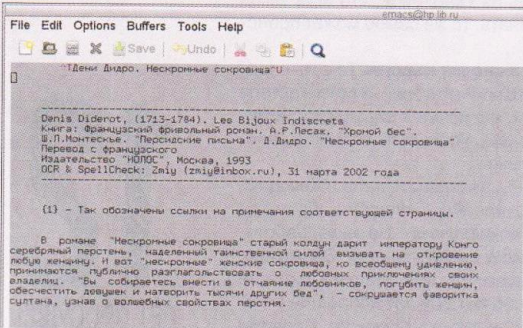 emacs@hp.lib.ru
File Edit Options Buffers Tools Help
Save Undo
^TДени Дидро. Нескромные сокровища^U
Denis Diderot, (1713-1784). Les Bijoux Indiscrets
Книга: Французский фривольный роман. А.Р.Лесаж. "Хромой бес".
Ш.Л.Монтескье. "Персидские письма". Д.Дидро. "Нескромные сокровища"
Перевод с французского
Издательство "НОЛОС", Москва, 1993
OCR & SpellCheck: Zmiy (zmiy@inbox.ru), 31 марта 2002 года
{1} - Так обозначены ссылки на примечания соответствующей страницы.
В романе "Нескромные сокровища" старый колдун дарит императору Конго
серебряный перстень, наделенный таинственной силой вызывать на откровение
любую женщину. И вот "нескромные" женские сокровища, ко всеобщему удивлению,
принимаются публично разглагольствовать о любовных приключениях своих
владелиц. "Вы собираетесь внести в отчаяние любовников, погубить женщин,
обесчестить девушек и натворить тысячи других бед", - сокрушается фаворитка
султана, узнав о волшебных свойствах перстня.